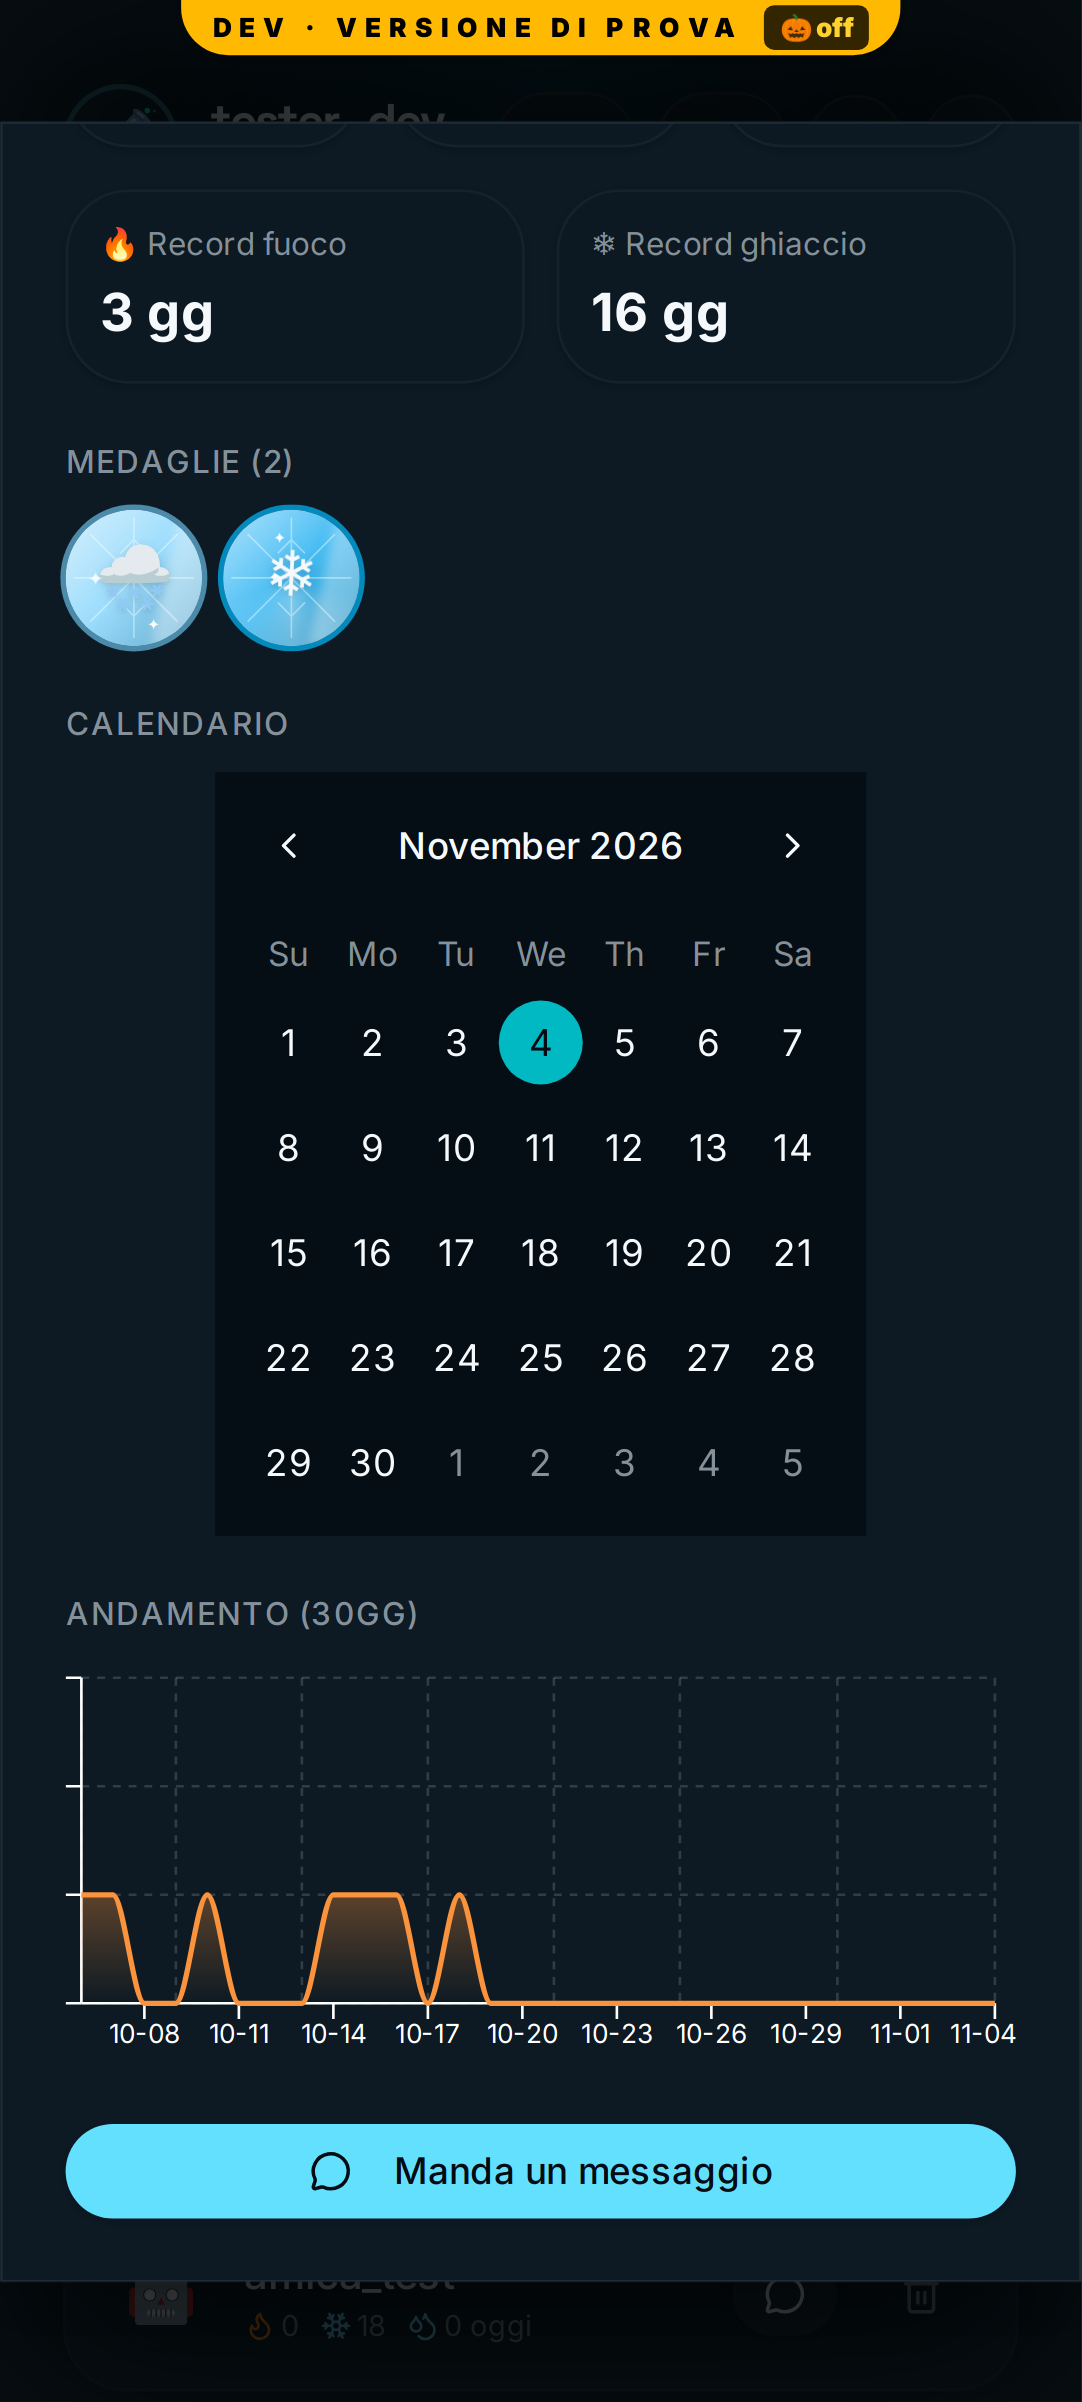 DEV · VERSIONE DI PROVA 🎃 off
tester_dev
🔥 Record fuoco
3 gg
❄ Record ghiaccio
16 gg
MEDAGLIE (2)
CALENDARIO
November 2026
Su Mo Tu We Th Fr Sa
1 2 3 4 5 6 7
8 9 10 11 12 13 14
15 16 17 18 19 20 21
22 23 24 25 26 27 28
29 30 1 2 3 4 5
ANDAMENTO (30GG)
10-08 10-11 10-14 10-17 10-20 10-23 10-26 10-29 11-01 11-04
Manda un messaggio
amica_test
0 18 0 oggi